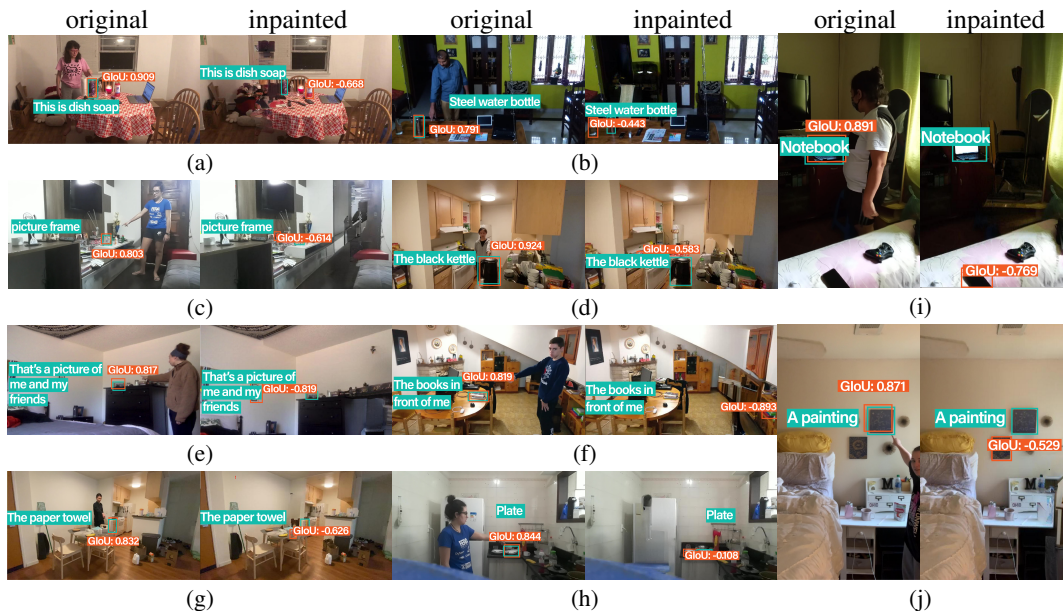 original inpainted original inpainted original inpainted
GIoU: 0.909
This is dish soap
This is dish soap
GIoU: -0.668
(a)
Steel water bottle
GIoU: 0.791
Steel water bottle
GIoU: -0.443
(b)
picture frame
GIoU: 0.803
picture frame
GIoU: -0.614
(c)
GIoU: 0.924
The black kettle
GIoU: -0.583
The black kettle
(d)
GIoU: 0.891
Notebook
Notebook
GIoU: -0.769
(i)
That's a picture of
me and my
friends
GIoU: 0.817
That's a picture of
me and my
friends
GIoU: -0.819
(e)
GIoU: 0.819
The books in
front of me
The books in
front of me
GIoU: -0.893
(f)
The paper towel
GIoU: 0.832
The paper towel
GIoU: -0.626
(g)
Plate
GIoU: 0.844
Plate
GIoU: -0.108
(h)
GIoU: 0.871
A painting
M
A painting
GIoU: -0.529
M
(j)